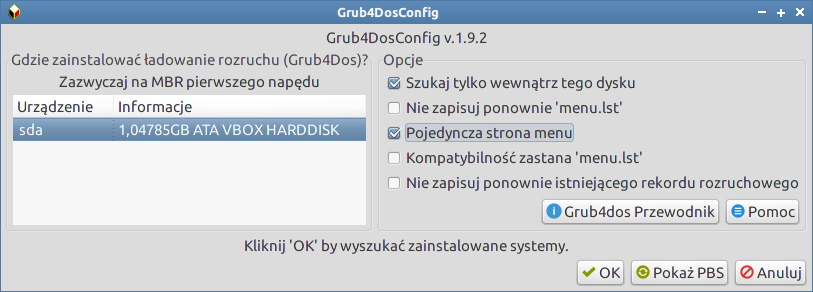 Grub4DosConfig
Grub4DosConfig v.1.9.2
Gdzie zainstalować ładowanie rozruchu (Grub4Dos)?
Zazwyczaj na MBR pierwszego napędu
Urządzenie Informacje
sda 1,04785GB ATA VBOX HARDDISK
Opcje
Szukaj tylko wewnątrz tego dysku
Nie zapisuj ponownie 'menu.lst'
Pojedyncza strona menu
Kompatybilność zastana 'menu.lst'
Nie zapisuj ponownie istniejącego rekordu rozruchowego
Grub4dos Przewodnik Pomoc
Kliknij 'OK' by wyszukać zainstalowane systemy.
OK Pokaż PBS Anuluj